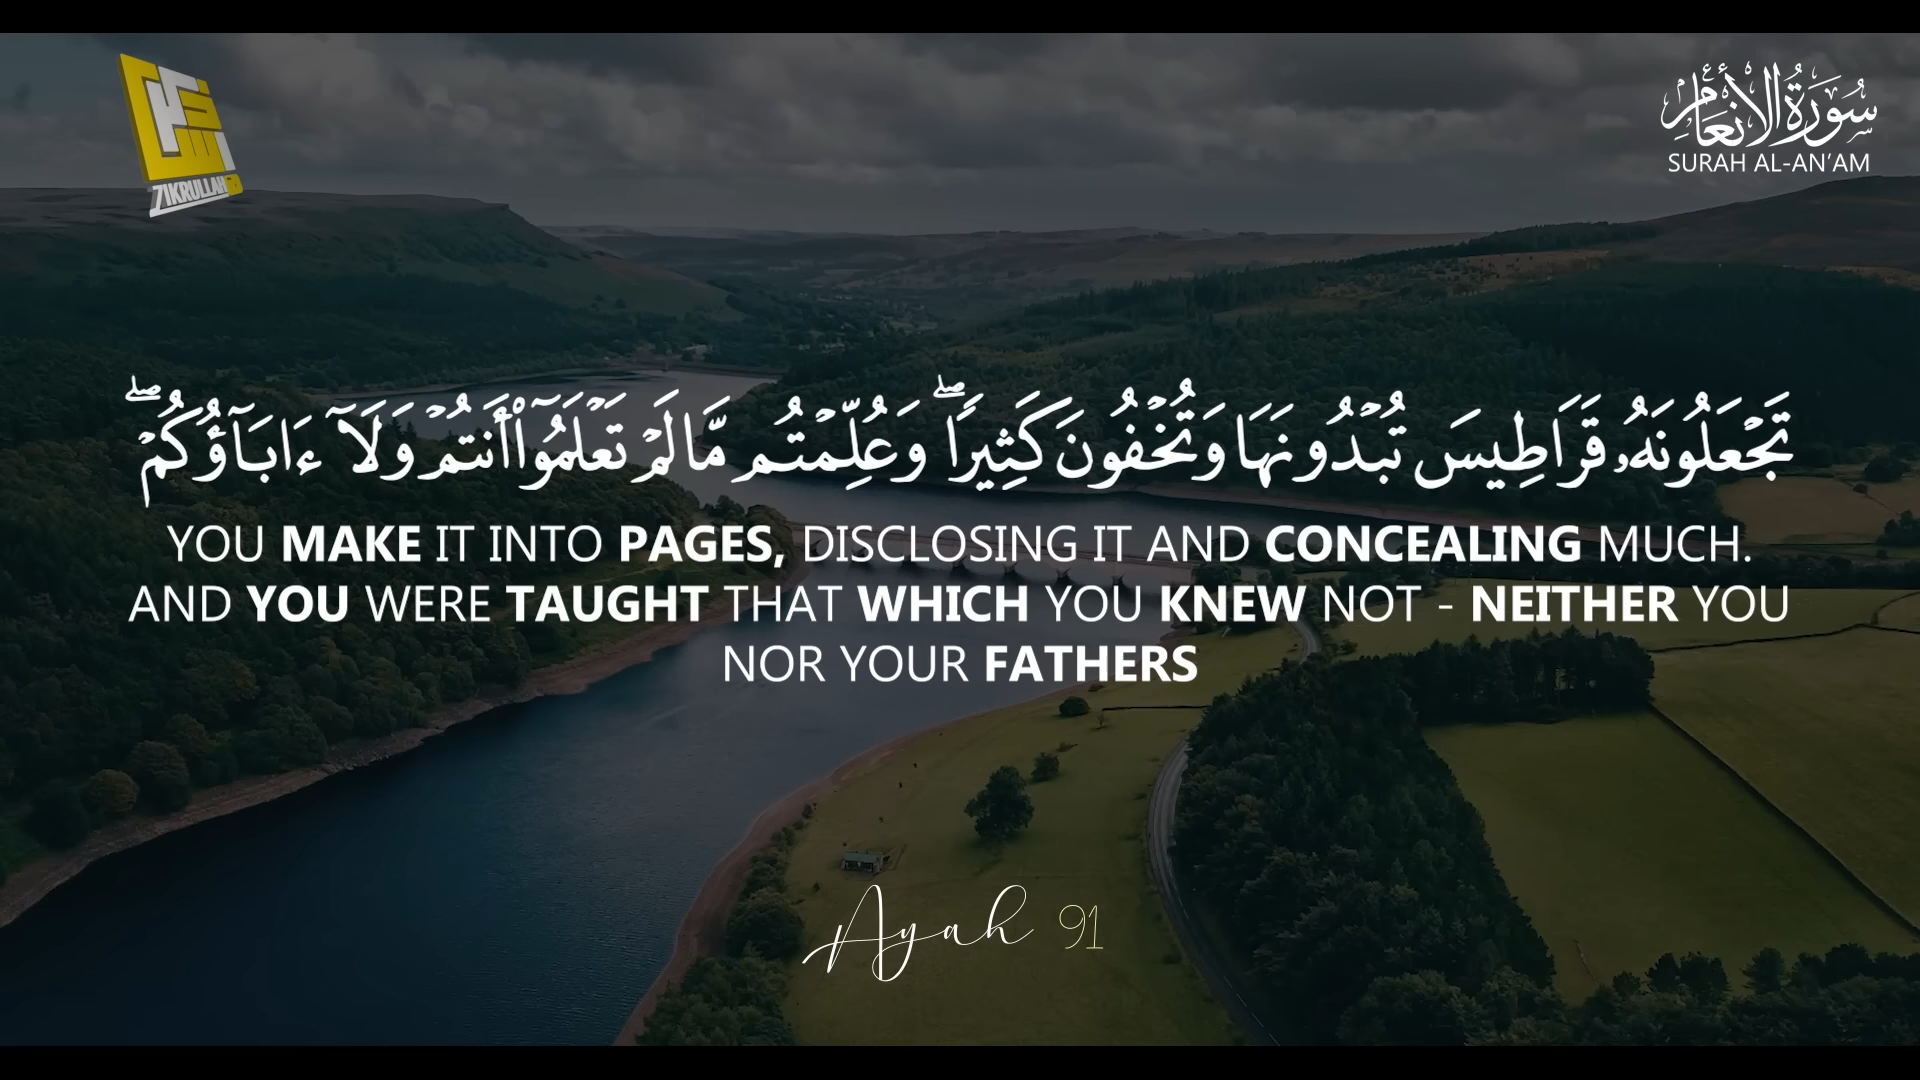 ZIKRULLAH
سُورَةُ الْأَنْعَامِ
SURAH AL-AN'AM
تَجْعَلُونَهُۥ قَرَاطِيسَ تُبْدُونَهَا وَتُخْفُونَ كَثِيرًا ۖ وَعُلِّمْتُم مَّا لَمْ تَعْلَمُوٓا۟ أَنتُمْ وَلَآ ءَابَآؤُكُمْ ۖ
YOU MAKE IT INTO PAGES, DISCLOSING IT AND CONCEALING MUCH.
AND YOU WERE TAUGHT THAT WHICH YOU KNEW NOT - NEITHER YOU
NOR YOUR FATHERS
Ayah 91